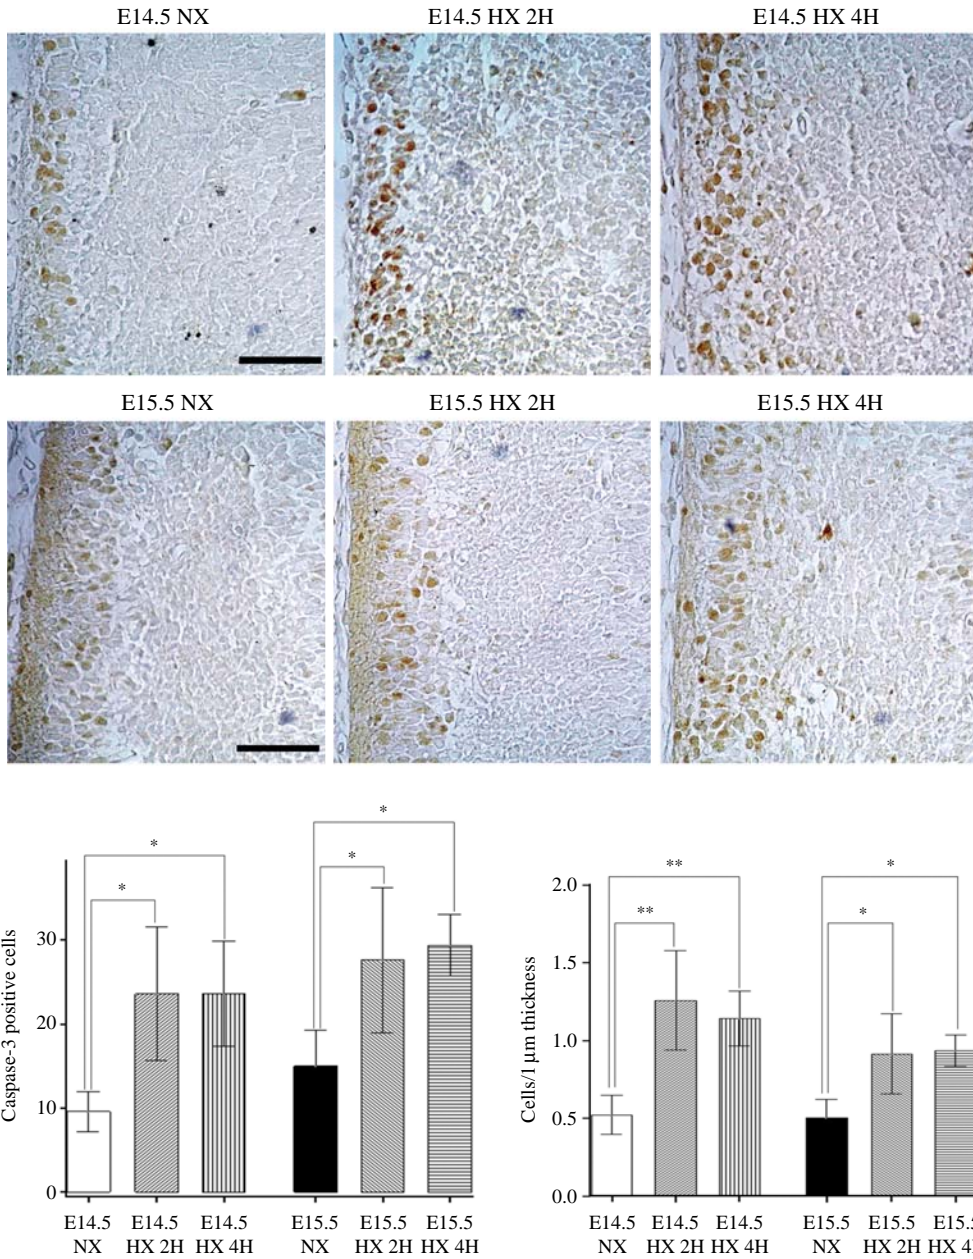 E14.5 NX
E14.5 HX 2H
E14.5 HX 4H
E15.5 NX
E15.5 HX 2H
E15.5 HX 4H
Caspase-3 positive cells
30
20
10
0
*
*
*
*
E14.5 NX
E14.5 HX 2H
E14.5 HX 4H
E15.5 NX
E15.5 HX 2H
E15.5 HX 4H
Cells/1 μm thickness
2.0
1.5
1.0
0.5
0.0
**
**
*
*
E14.5 NX
E14.5 HX 2H
E14.5 HX 4H
E15.5 NX
E15.5 HX 2H